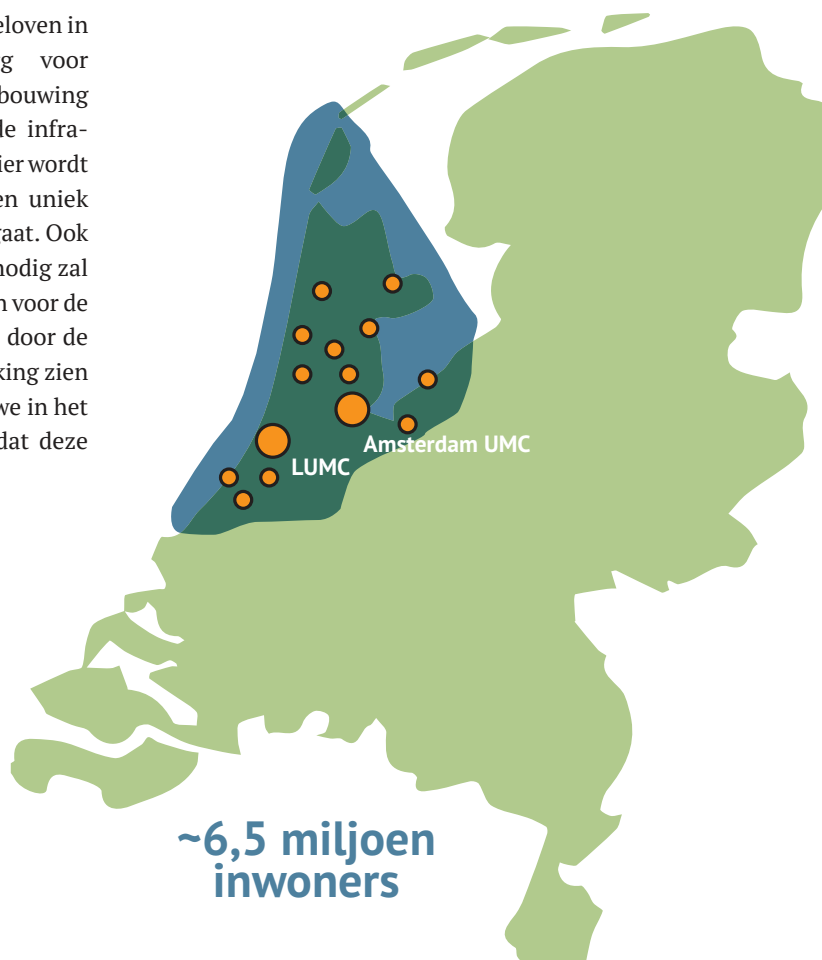 eloven in
g voor
bouwing
le infra-
ier wordt
en uniek
gaat. Ook
nodig zal
n voor de
door de
king zien
we in het
dat deze
Amsterdam UMC
LUMC
~6,5 miljoen
inwoners